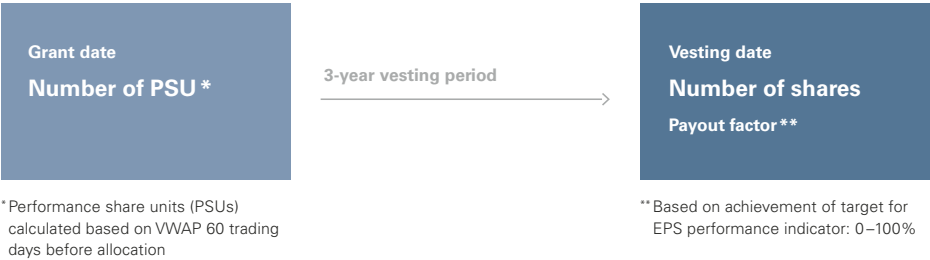 Grant date
Number of PSU *
3-year vesting period
Vesting date
Number of shares
Payout factor **
* Performance share units (PSUs)
calculated based on VWAP 60 trading
days before allocation
** Based on achievement of target for
EPS performance indicator: 0–100%